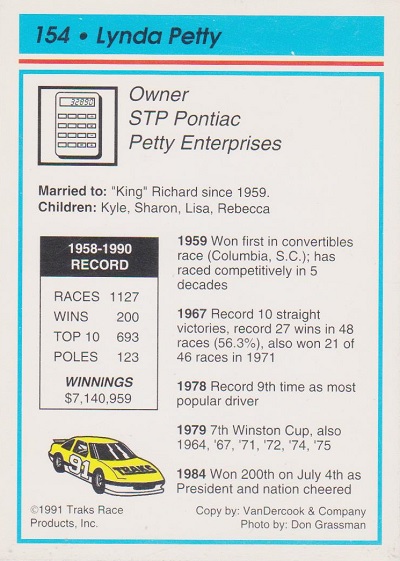 154 • Lynda Petty
32850
Owner
STP Pontiac
Petty Enterprises
Married to: "King" Richard since 1959.
Children: Kyle, Sharon, Lisa, Rebecca
1958-1990
RECORD
RACES 1127
WINS 200
TOP 10 693
POLES 123
WINNINGS
$7,140,959
1959 Won first in convertibles
race (Columbia, S.C.); has
raced competitively in 5
decades
1967 Record 10 straight
victories, record 27 wins in 48
races (56.3%), also won 21 of
46 races in 1971
1978 Record 9th time as most
popular driver
1979 7th Winston Cup, also
1964, '67, '71, '72, '74, '75
1984 Won 200th on July 4th as
President and nation cheered
91
TRAKS
©1991 Traks Race
Products, Inc.
Copy by: VanDercook & Company
Photo by: Don Grassman